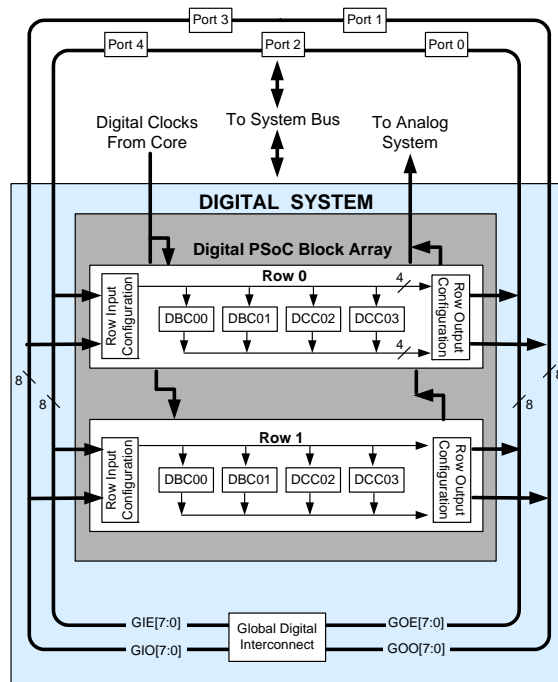 Port 3
Port 1
Port 4
Port 2
Port 0
Digital Clocks
From Core
To System Bus
To Analog
System
DIGITAL SYSTEM
Digital PSoC Block Array
Row Input
Configuration
Row 0
4
DBC00
DBC01
DCC02
DCC03
4
Row Output
Configuration
8
8
8
8
Row Input
Configuration
Row 1
DBC00
DBC01
DCC02
DCC03
Row Output
Configuration
GIE[7:0]
GIO[7:0]
Global Digital
Interconnect
GOE[7:0]
GOO[7:0]